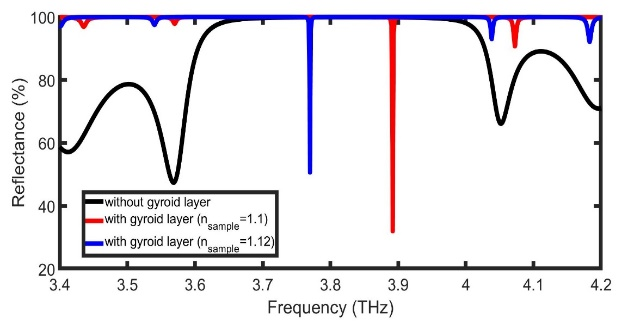 100
80
60
40
20
Reflectance (%)
without gyroid layer
with gyroid layer (n_sample=1.1)
with gyroid layer (n_sample=1.12)
3.4 3.5 3.6 3.7 3.8 3.9 4 4.1 4.2
Frequency (THz)